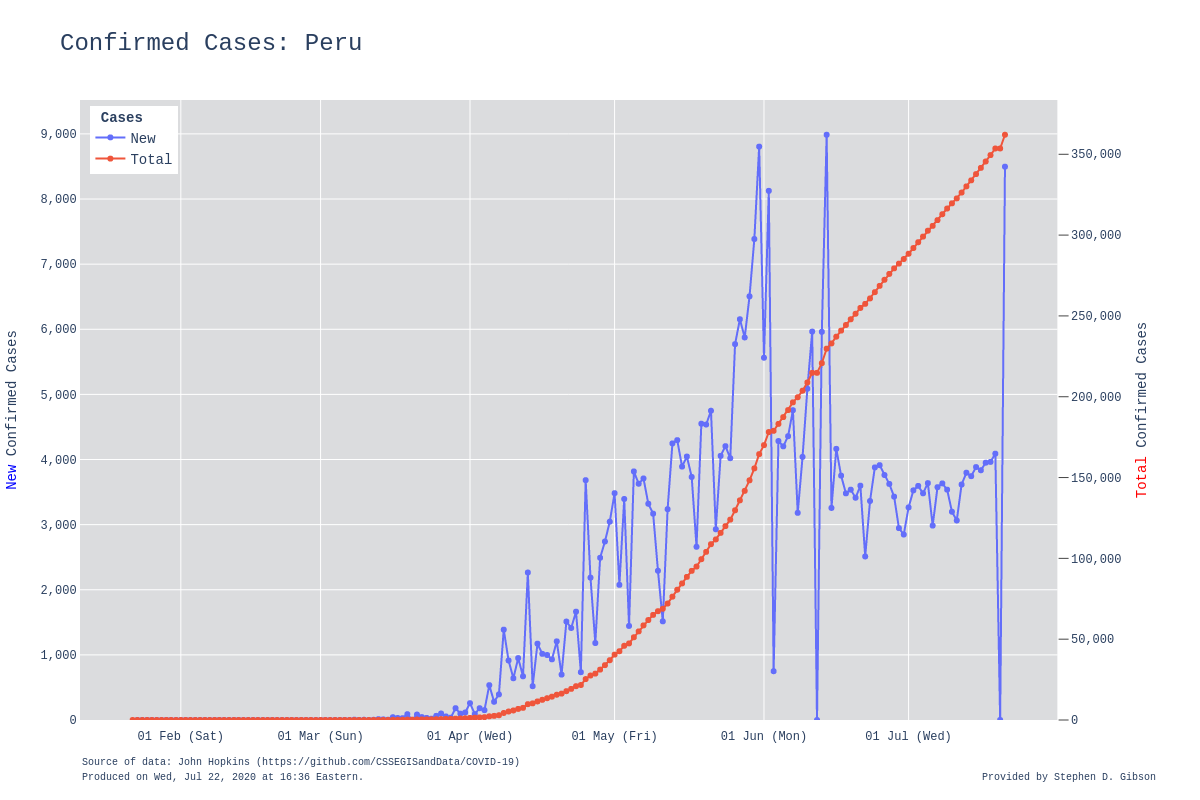 Confirmed Cases: Peru
Cases
New
Total
9,000
8,000
7,000
6,000
5,000
4,000
3,000
2,000
1,000
0
New Confirmed Cases
350,000
300,000
250,000
200,000
150,000
100,000
50,000
0
Total Confirmed Cases
01 Feb (Sat)
01 Mar (Sun)
01 Apr (Wed)
01 May (Fri)
01 Jun (Mon)
01 Jul (Wed)
Source of data: John Hopkins (https://github.com/CSSEGISandData/COVID-19)
Produced on Wed, Jul 22, 2020 at 16:36 Eastern.
Provided by Stephen D. Gibson